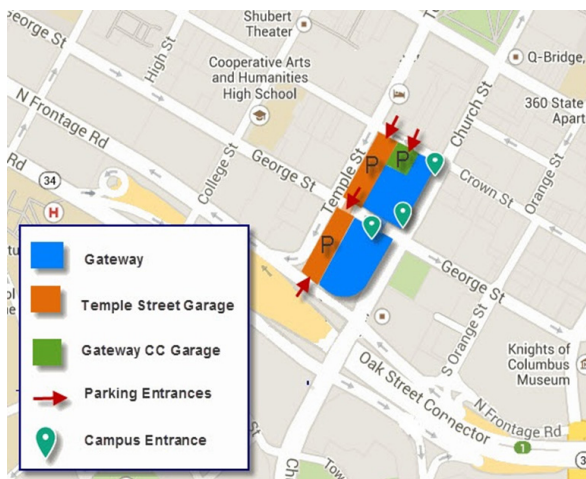 Shubert
Theater
George St
High St
Cooperative Arts
and Humanities
High School
Q-Bridge,
Church St
360 State
Apart
N Frontage Rd
George St
Temple St
College St
Rd
34
H
P
P
P
Crown St
Orange St
George St
S Orange St
Knights of
Columbus
Museum
Oak Street Connector
N Frontage Rd
1
Gateway
Temple Street Garage
Gateway CC Garage
Parking Entrances
Campus Entrance